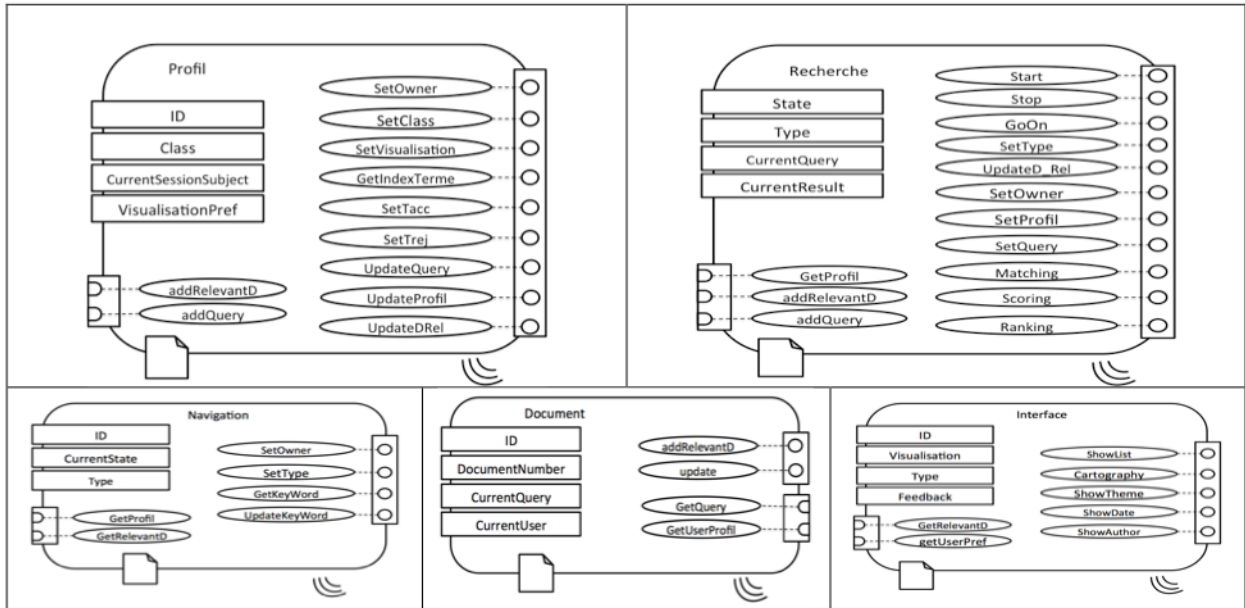 Profil
ID
Class
CurrentSessionSubject
VisualisationPref
addRelevantD
addQuery
SetOwner
SetClass
SetVisualisation
GetIndexTerme
SetTacc
SetTrej
UpdateQuery
UpdateProfil
UpdateDRel
Recherche
State
Type
CurrentQuery
CurrentResult
GetProfil
addRelevantD
addQuery
Start
Stop
GoOn
SetType
UpdateD_Rel
SetOwner
SetProfil
SetQuery
Matching
Scoring
Ranking
Navigation
ID
CurrentState
Type
GetProfil
GetRelevantD
SetOwner
SetType
GetKeyWord
UpdateKeyWord
Document
ID
DocumentNumber
CurrentQuery
CurrentUser
addRelevantD
update
GetQuery
GetUserProfil
Interface
ID
Visualisation
Type
Feedback
GetRelevantD
getUserPref
ShowList
Cartography
ShowTheme
ShowDate
ShowAuthor